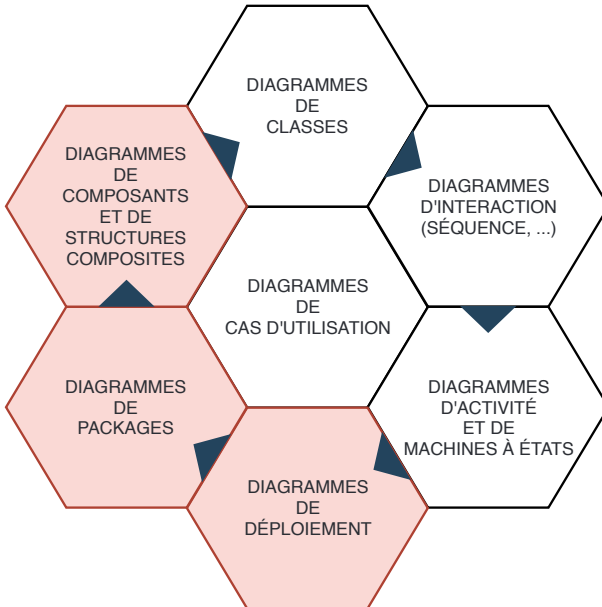 DIAGRAMMES
DE
CLASSES
DIAGRAMMES
DE
COMPOSANTS
ET DE
STRUCTURES
COMPOSITES
DIAGRAMMES
D'INTERACTION
(SÉQUENCE, ...)
DIAGRAMMES
DE
CAS D'UTILISATION
DIAGRAMMES
DE
PACKAGES
DIAGRAMMES
D'ACTIVITÉ
ET DE
MACHINES À ÉTATS
DIAGRAMMES
DE
DÉPLOIEMENT